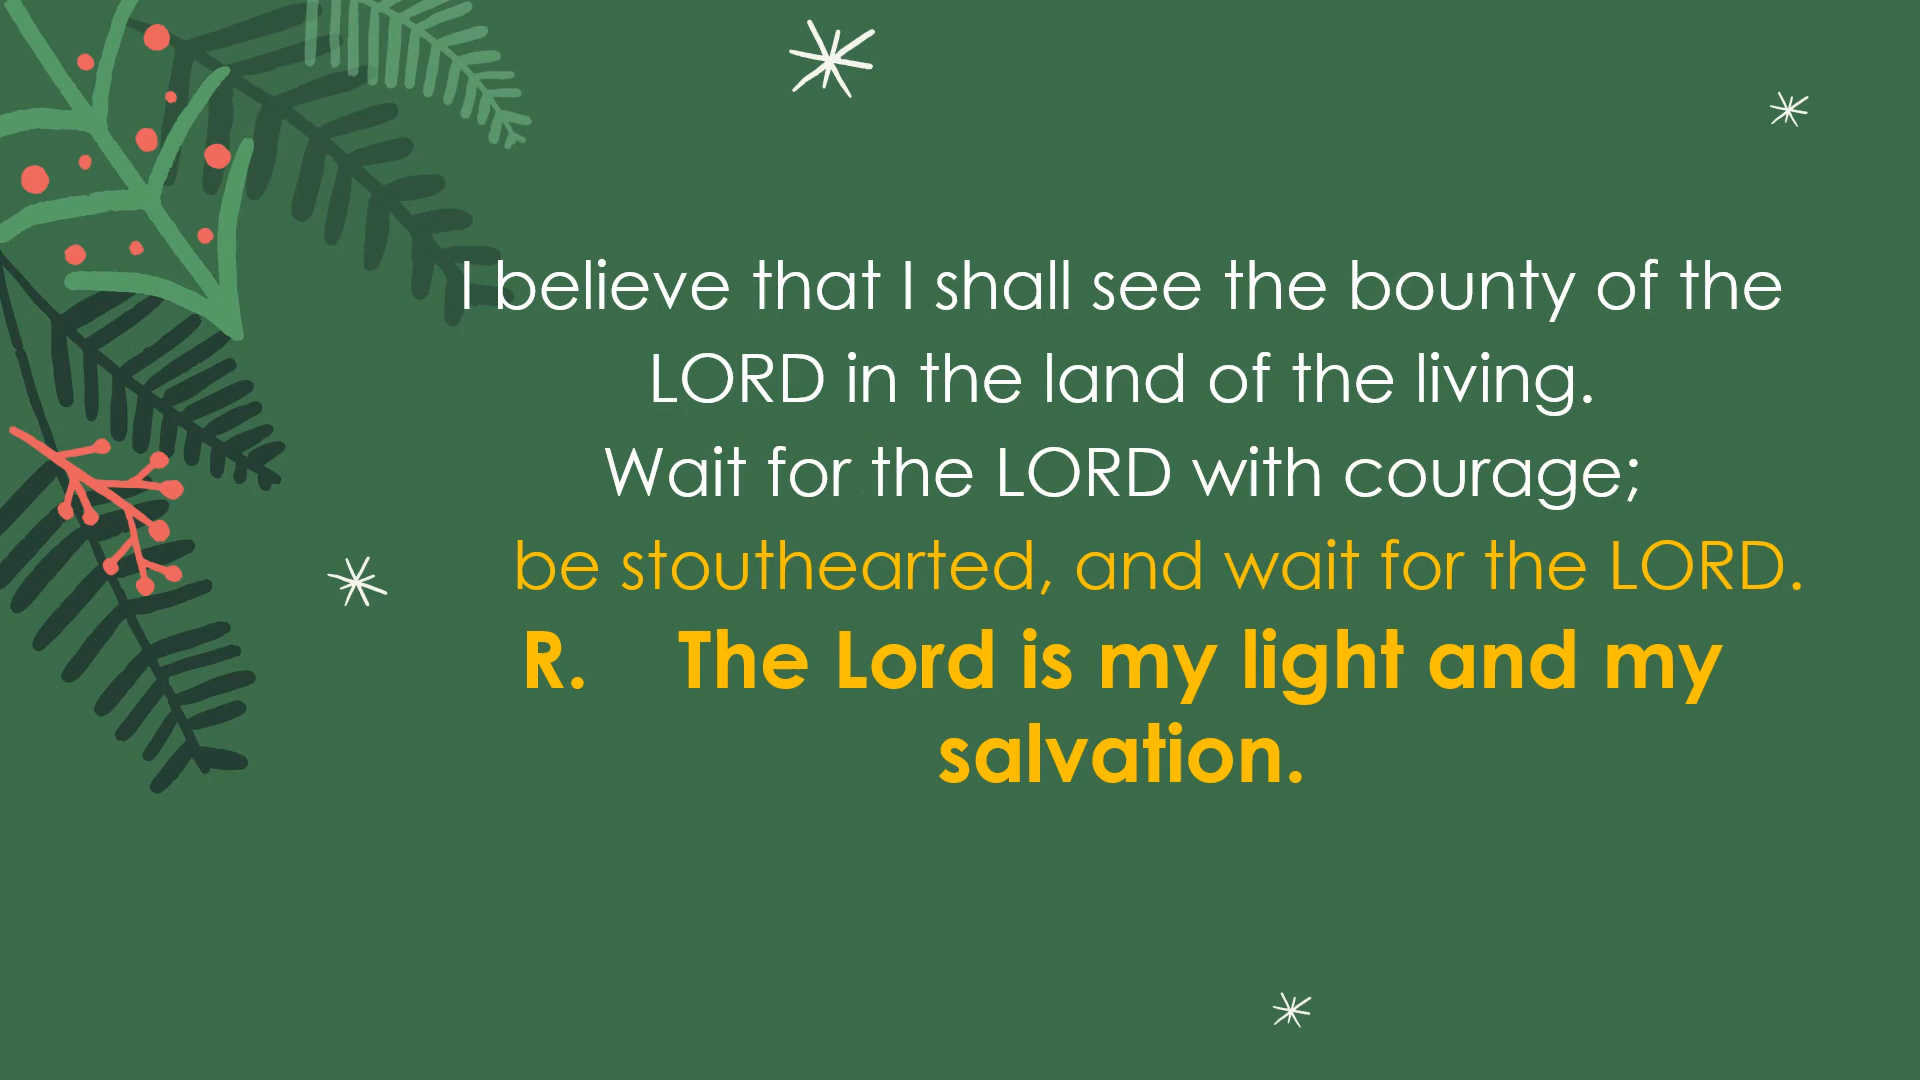 I believe that I shall see the bounty of the
LORD in the land of the living.
Wait for the LORD with courage;
be stouthearted, and wait for the LORD.
R. The Lord is my light and my
salvation.